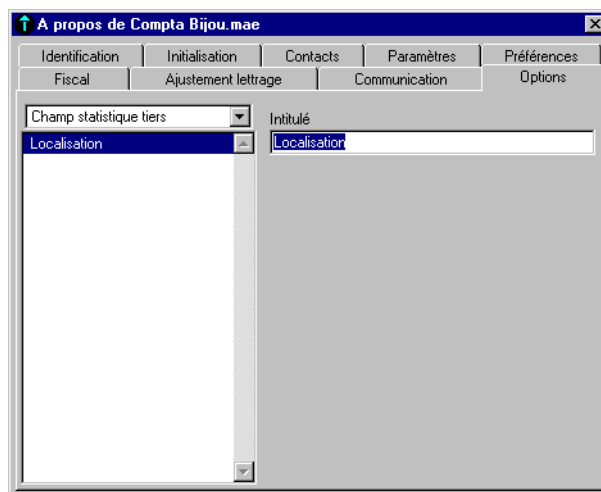 A propos de Compta Bijou.mae
Identification Initialisation Contacts Paramètres Préférences
Fiscal Ajustement lettrage Communication Options
Champ statistique tiers
Intitulé
Localisation
Localisation